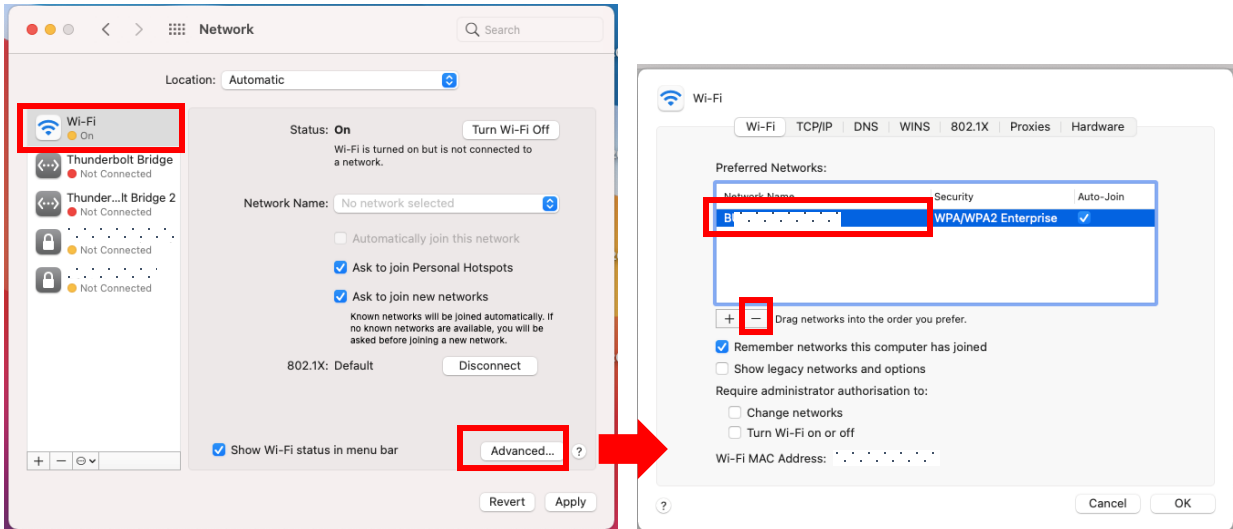 Network
Search
Location: Automatic
Wi-Fi
On
Thunderbolt Bridge
Not Connected
Thunder...lt Bridge 2
Not Connected
Not Connected
Not Connected
Status: On
Turn Wi-Fi Off
Wi-Fi is turned on but is not connected to
a network.
Network Name: No network selected
Automatically join this network
Ask to join Personal Hotspots
Ask to join new networks
Known networks will be joined automatically. If
no known networks are available, you will be
asked before joining a new network.
802.1X: Default
Disconnect
Show Wi-Fi status in menu bar
Advanced...
?
Revert
Apply
Wi-Fi
Wi-Fi TCP/IP DNS WINS 802.1X Proxies Hardware
Preferred Networks:
Network Name Security Auto-Join
WPA/WPA2 Enterprise
+ − Drag networks into the order you prefer.
Remember networks this computer has joined
Show legacy networks and options
Require administrator authorisation to:
Change networks
Turn Wi-Fi on or off
Wi-Fi MAC Address:
?
Cancel
OK